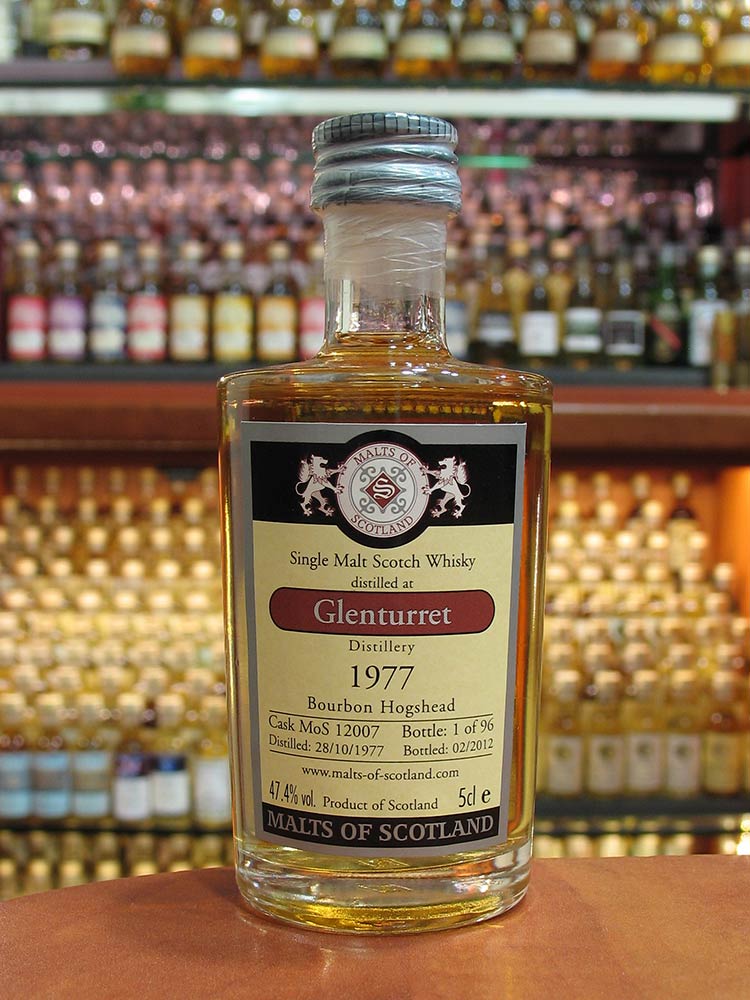 MALTS OF
S
SCOTLAND
Single Malt Scotch Whisky
distilled at
Glenturret
Distillery
1977
Bourbon Hogshead
Cask MoS 12007 Bottle: 1 of 96
Distilled: 28/10/1977 Bottled: 02/2012
www.malts-of-scotland.com
47.4% vol. Product of Scotland 5cl e
MALTS OF SCOTLAND